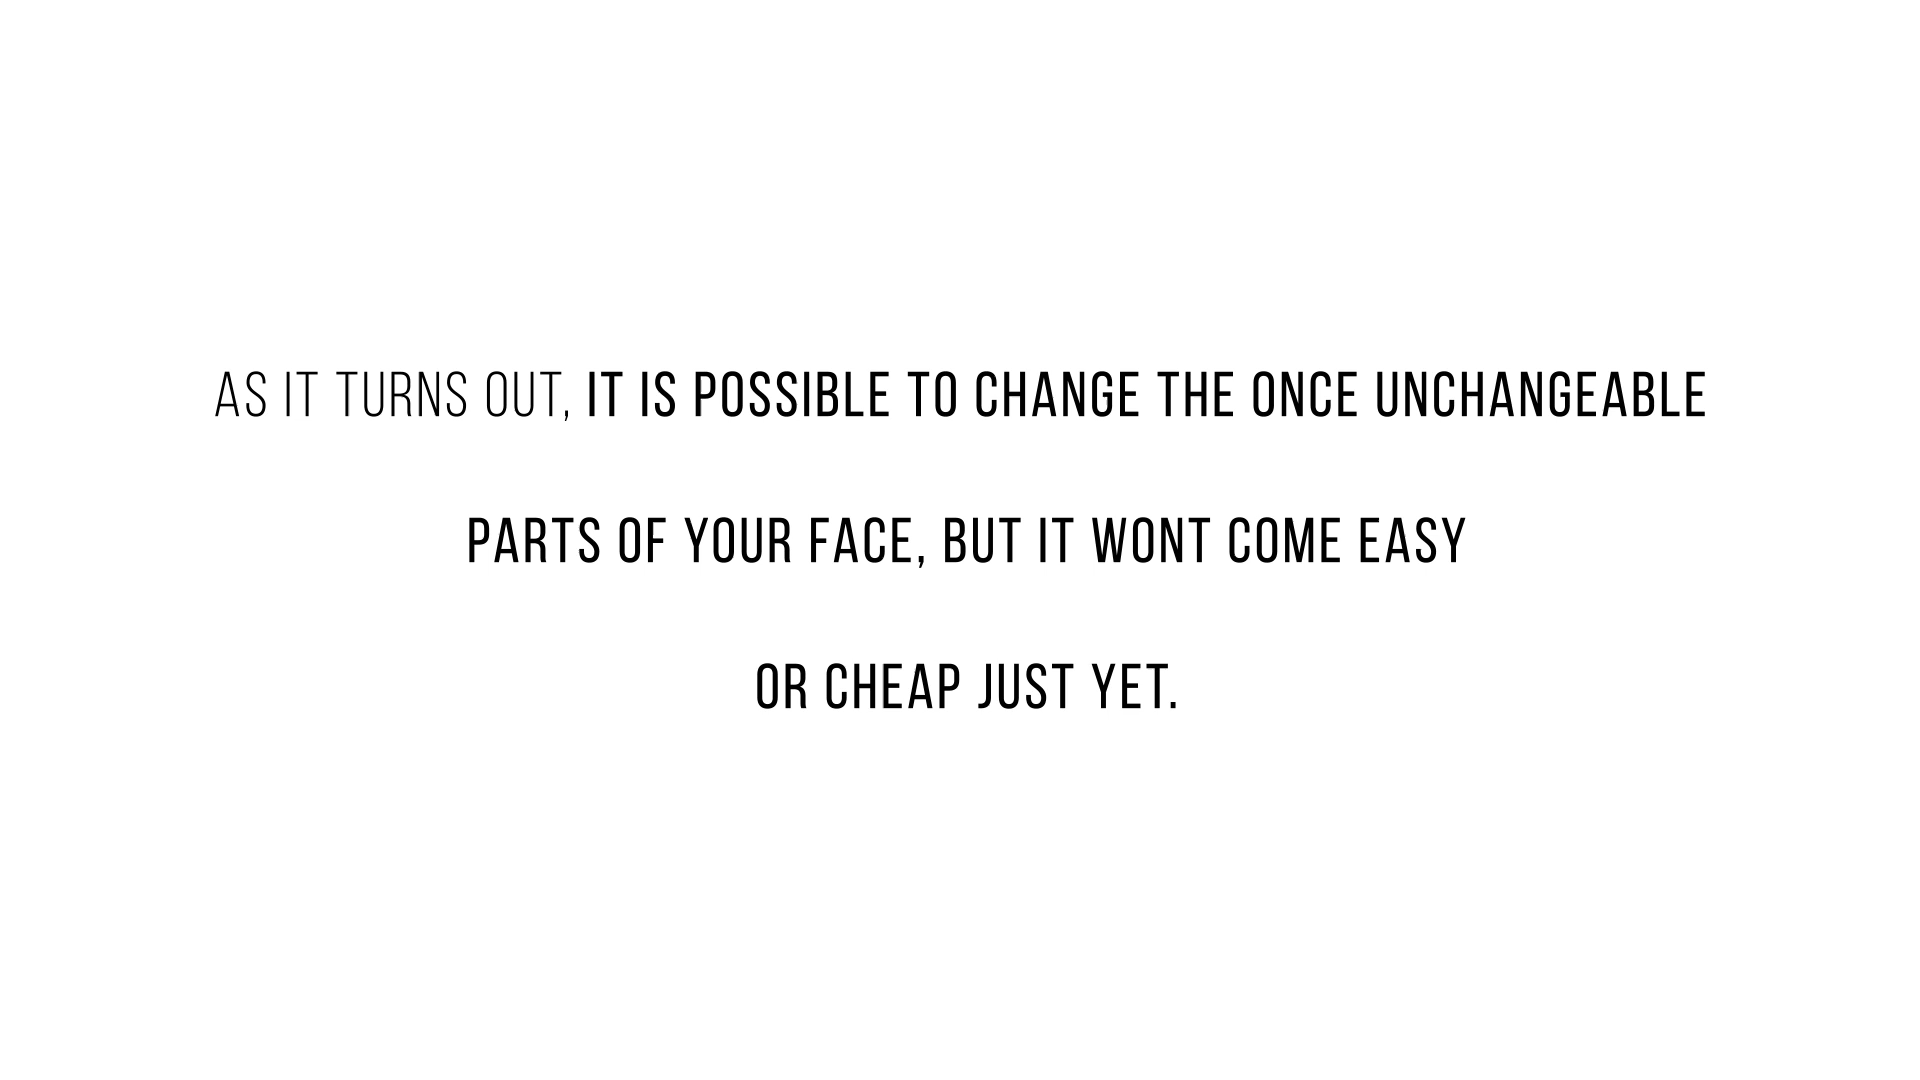 AS IT TURNS OUT, IT IS POSSIBLE TO CHANGE THE ONCE UNCHANGEABLE
PARTS OF YOUR FACE, BUT IT WONT COME EASY
OR CHEAP JUST YET.